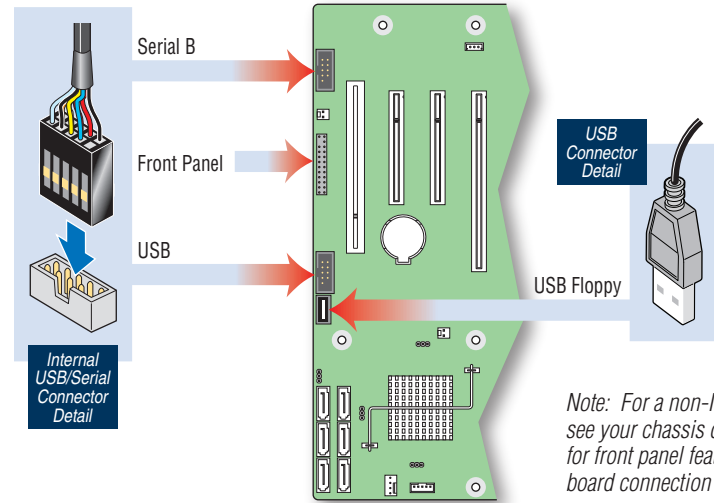 Serial B
Front Panel
USB
Internal
USB/Serial
Connector
Detail
USB
Connector
Detail
USB Floppy
Note: For a non-
see your chassis
for front panel
board connection